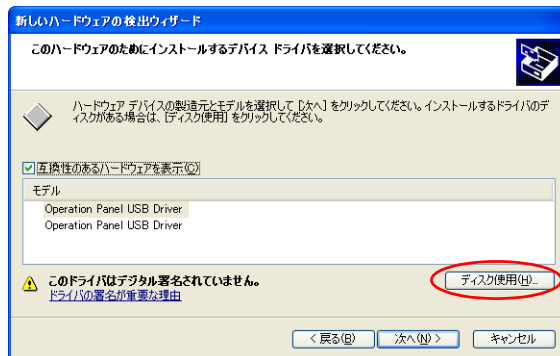 新しいハードウェアの検出ウィザード
このハードウェアのためにインストールするデバイス ドライバを選択してください。
ハードウェア デバイスの製造元とモデルを選択して [次へ] をクリックしてください。インストールするドライバのデ
ィスクがある場合は、[ディスク使用] をクリックしてください。
互換性のあるハードウェアを表示(C)
モデル
Operation Panel USB Driver
Operation Panel USB Driver
このドライバはデジタル署名されていません。
ドライバの署名が重要な理由
ディスク使用(H)...
< 戻る(B)
次へ(N) >
キャンセル